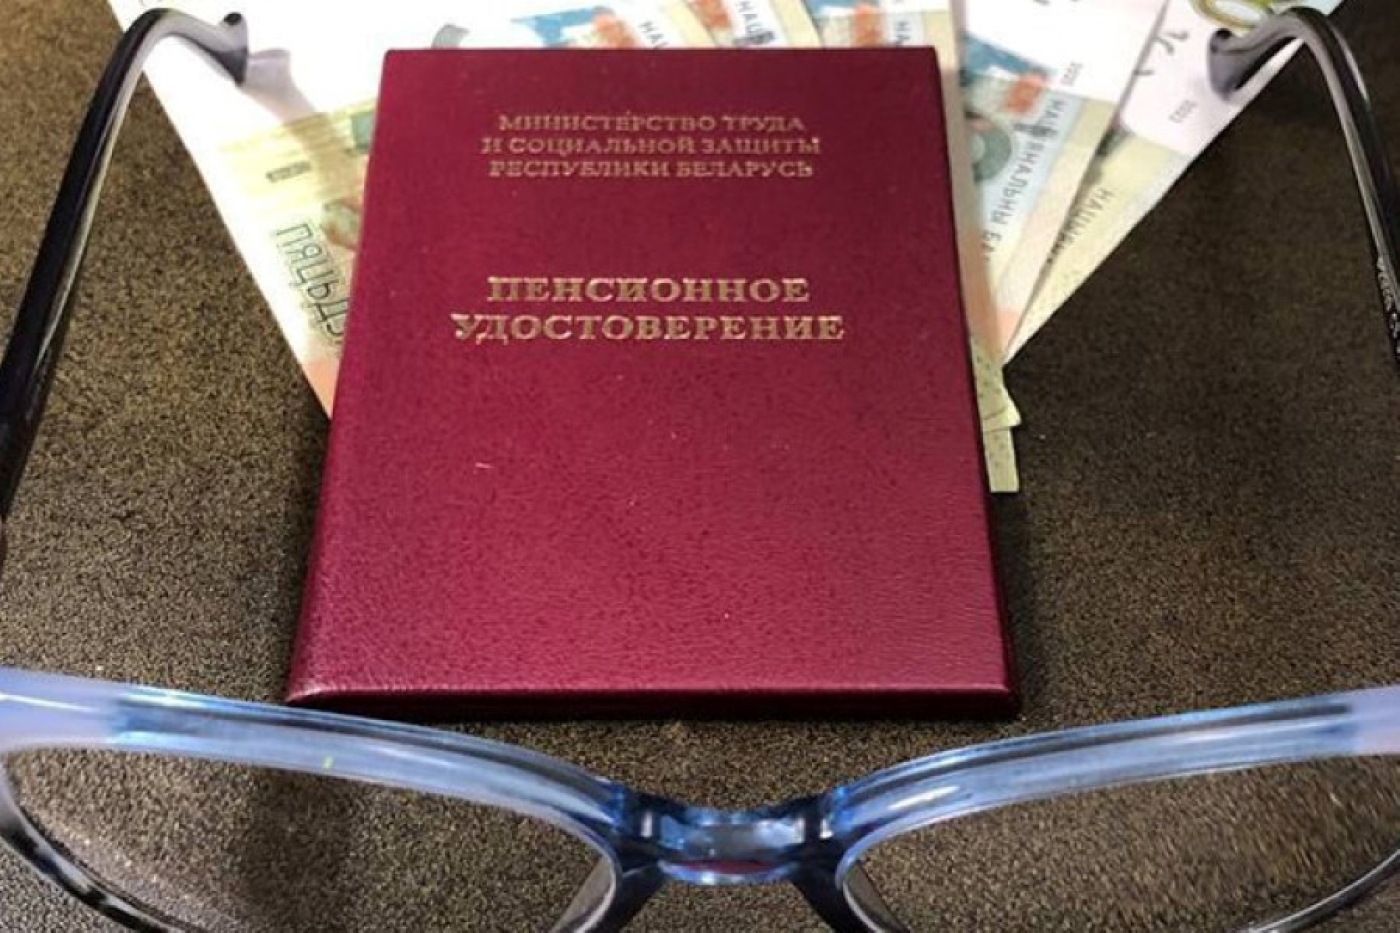 МИНИСТЕРСТВО ТРУДА
И СОЦИАЛЬНОЙ ЗАЩИТЫ
РЕСПУБЛИКИ БЕЛАРУСЬ
ПЕНСИОННОЕ
УДОСТОВЕРЕНИЕ